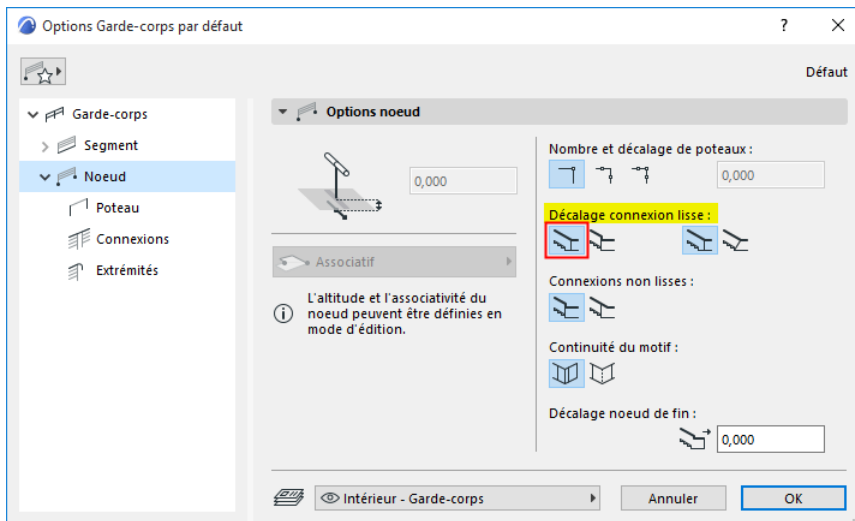 Options Garde-corps par défaut
?
Défaut
Garde-corps
Segment
Noeud
Poteau
Connexions
Extrémités
Options noeud
0,000
Associatif
L'altitude et l'associativité du
noeud peuvent être définies en
mode d'édition.
Nombre et décalage de poteaux :
0,000
Décalage connexion lisse :
Connexions non lisses :
Continuité du motif :
Décalage noeud de fin :
0,000
Intérieur - Garde-corps
Annuler
OK